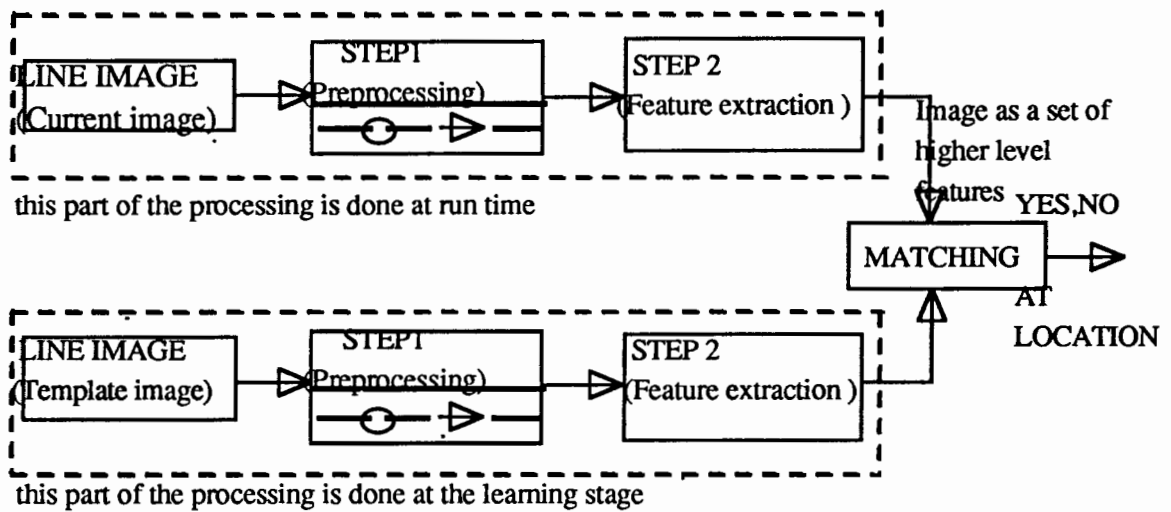 LINE IMAGE
(Current image)
STEP1
(Preprocessing)
STEP 2
(Feature extraction )
Image as a set of
higher level
features
this part of the processing is done at run time
YES,NO
MATCHING
AT
LOCATION
LINE IMAGE
(Template image)
STEP1
(Preprocessing)
STEP 2
(Feature extraction )
this part of the processing is done at the learning stage